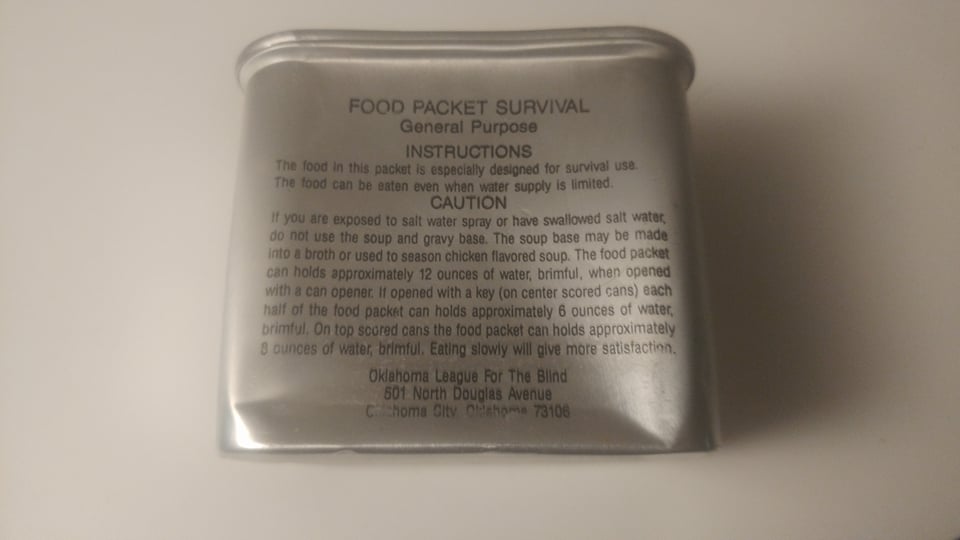 FOOD PACKET SURVIVAL
General Purpose
INSTRUCTIONS
The food in this packet is especially designed for survival use.
The food can be eaten even when water supply is limited.
CAUTION
If you are exposed to salt water spray or have swallowed salt water,
do not use the soup and gravy base. The soup base may be made
into a broth or used to season chicken flavored soup. The food packet
can holds approximately 12 ounces of water, brimful, when opened
with a can opener. If opened with a key (on center scored cans) each
half of the food packet can holds approximately 6 ounces of water,
brimful. On top scored cans the food packet can holds approximately
8 ounces of water, brimful. Eating slowly will give more satisfaction.
Oklahoma League For The Blind
501 North Douglas Avenue
Oklahoma City, Oklahoma 73106